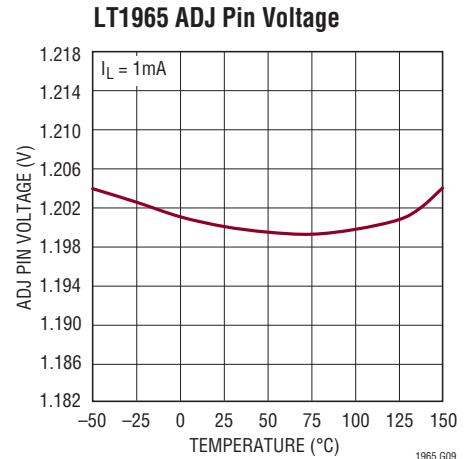 LT1965 ADJ Pin Voltage
1.218
I_L = 1mA
1.214
1.210
1.206
1.202
1.198
1.194
1.190
1.186
1.182
ADJ PIN VOLTAGE (V)
–50 –25 0 25 50 75 100 125 150
TEMPERATURE (°C)
1965 G09